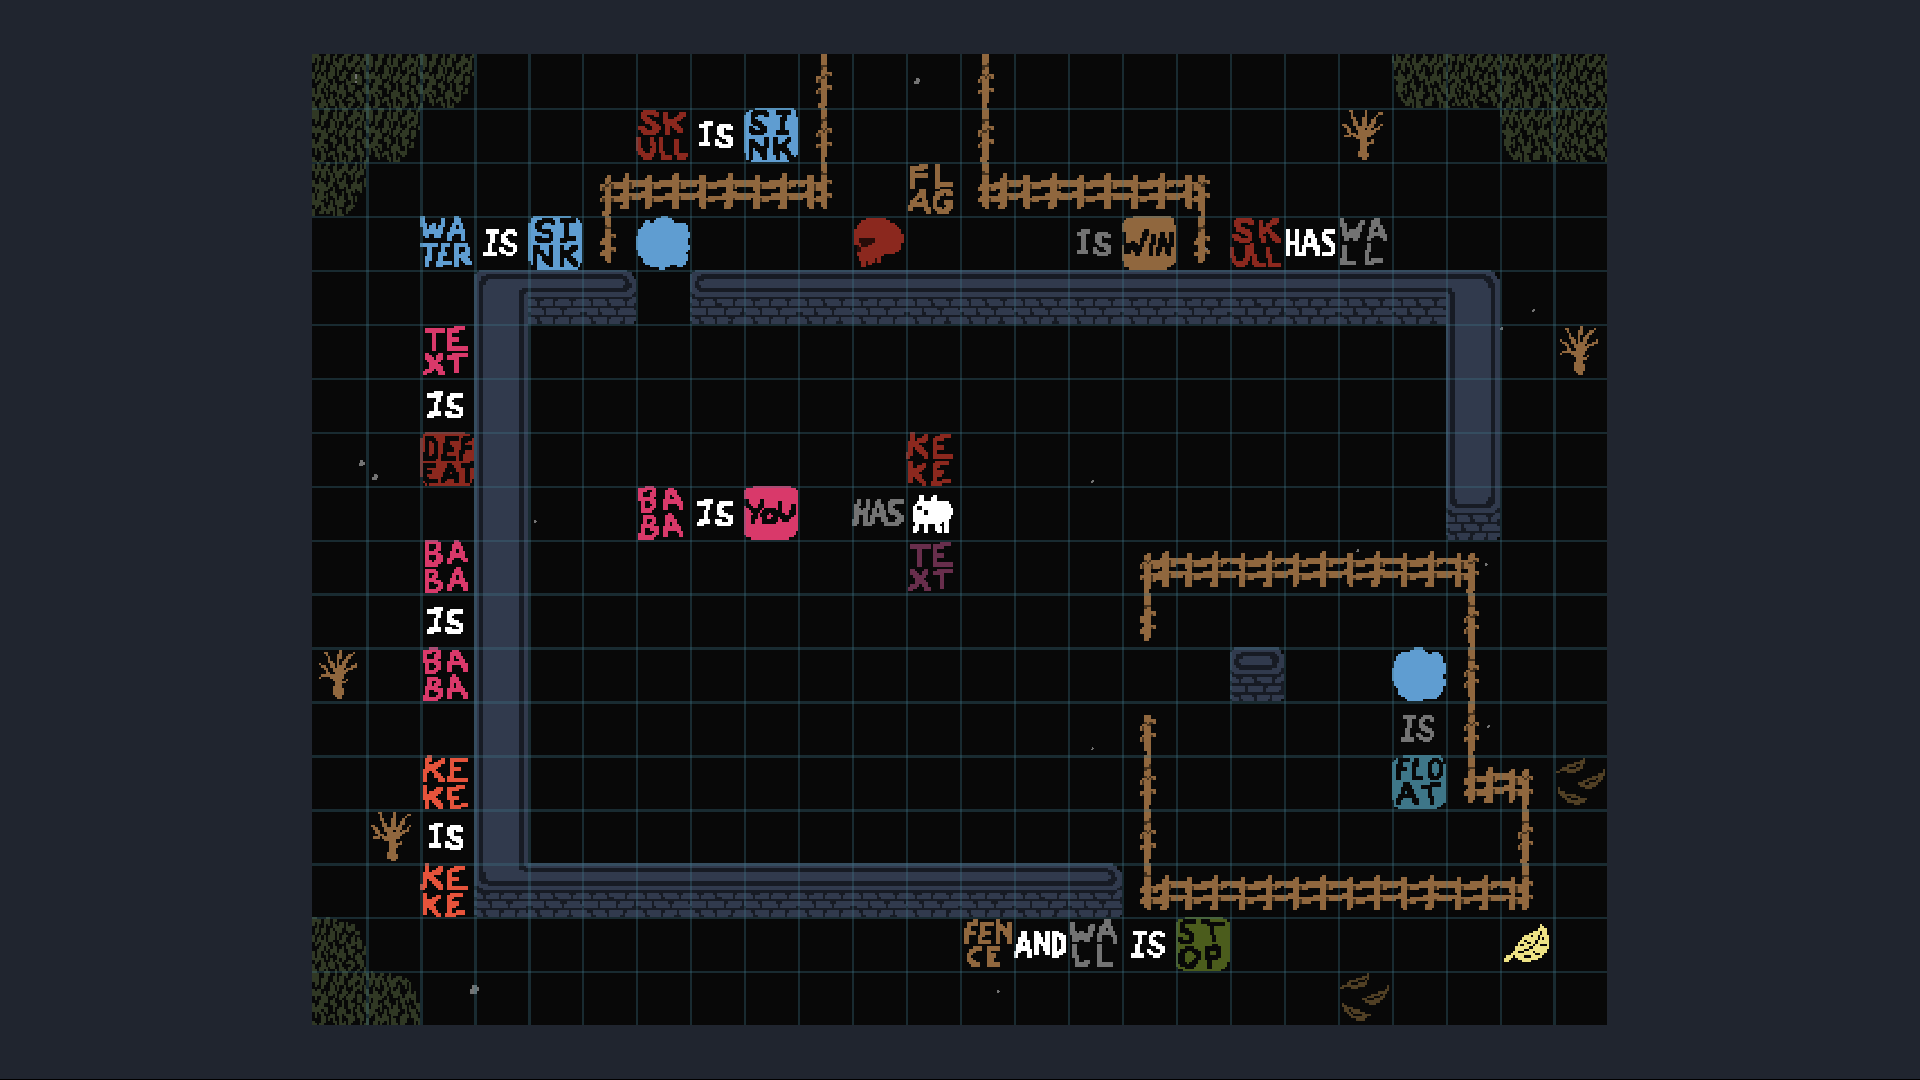 SKULL IS SINK
FLAG
WATER IS SINK
IS WIN
SKULL HAS WALL
TEXT
IS
DEFEAT
KEKE
BABA IS YOU
HAS
TEXT
BABA
IS
BABA
IS
FLOAT
KEKE
IS
KEKE
FENCE AND WALL IS STOP